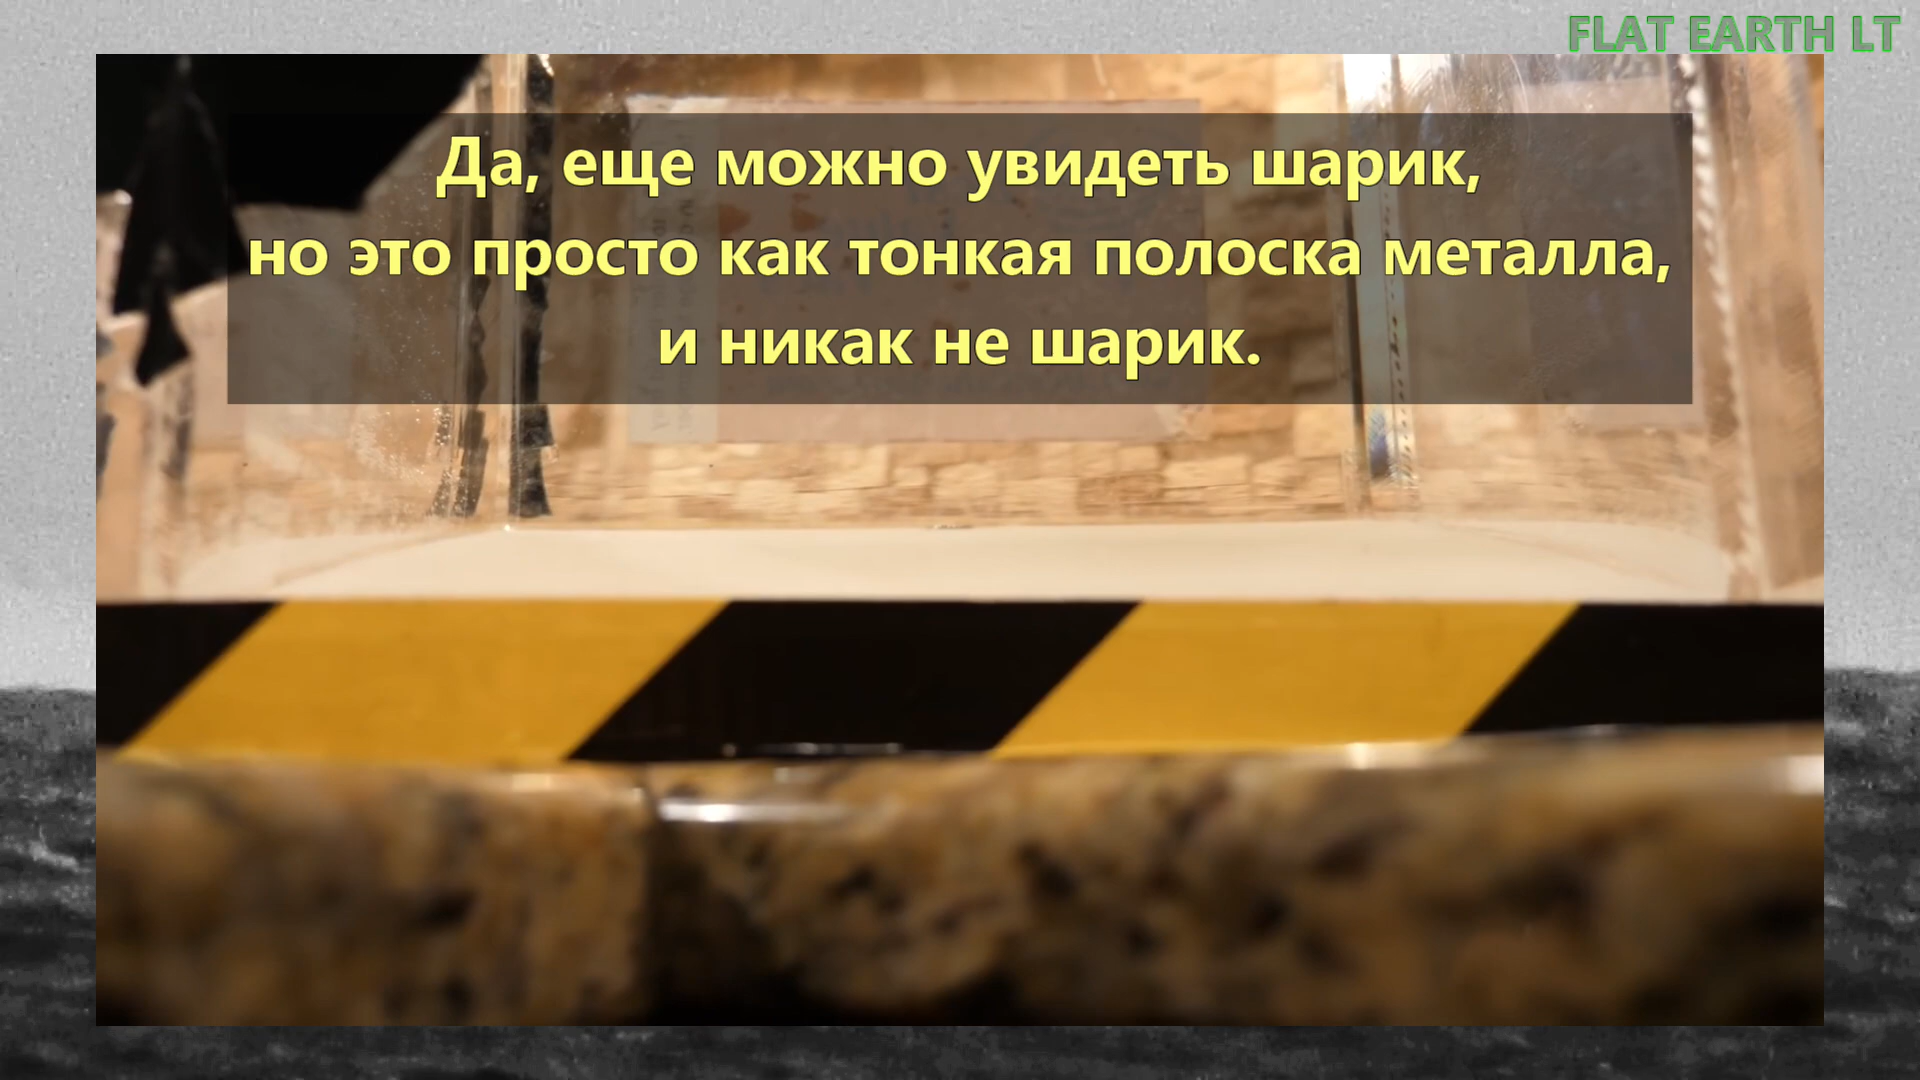 FLAT EARTH LT
Да, еще можно увидеть шарик,
но это просто как тонкая полоска металла,
и никак не шарик.